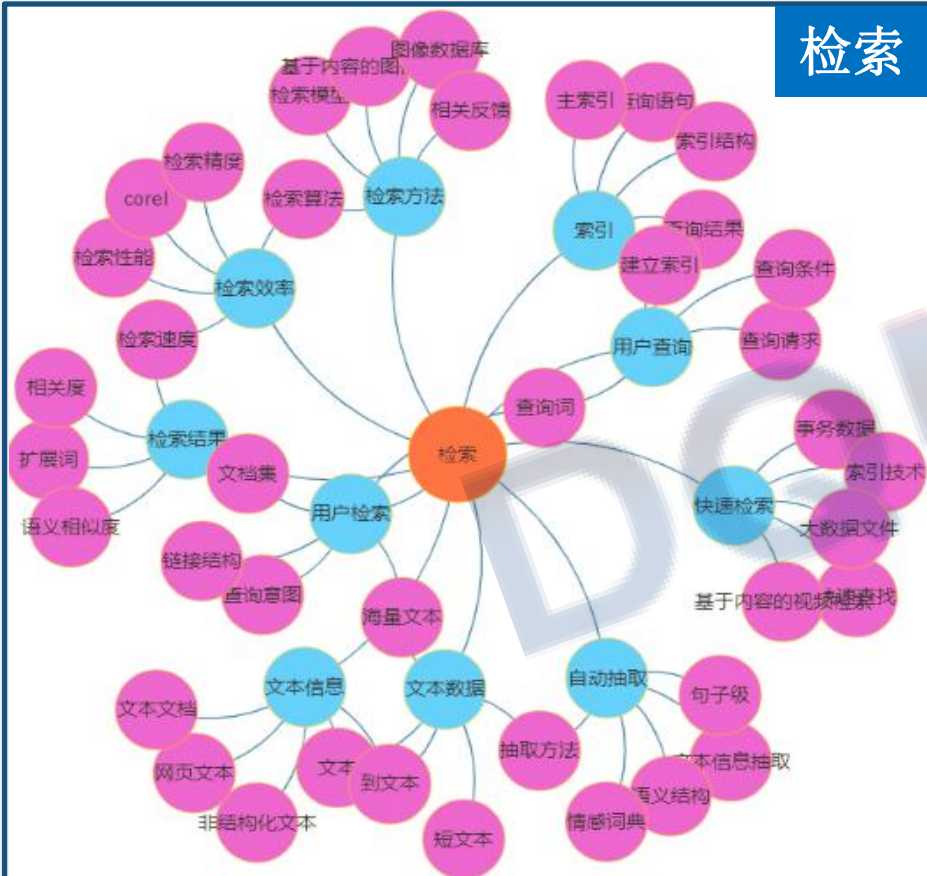 检索
图像数据库
基于内容的图
检索模型
相关反馈
主索引
查询语句
索引结构
检索精度
corel
检索算法
检索方法
索引
查询结果
检索性能
检索效率
建立索引
查询条件
检索速度
用户查询
查询请求
相关度
查询词
扩展词
检索结果
检索
事务数据
文档集
索引技术
语义相似度
用户检索
快速检索
大数据文件
链接结构
查询意图
基于内容的视频检索
查找
海量文本
文本信息
文本数据
自动抽取
句子级
文本文档
抽取方法
文本信息抽取
网页文本
文本
到文本
语义结构
非结构化文本
短文本
情感词典